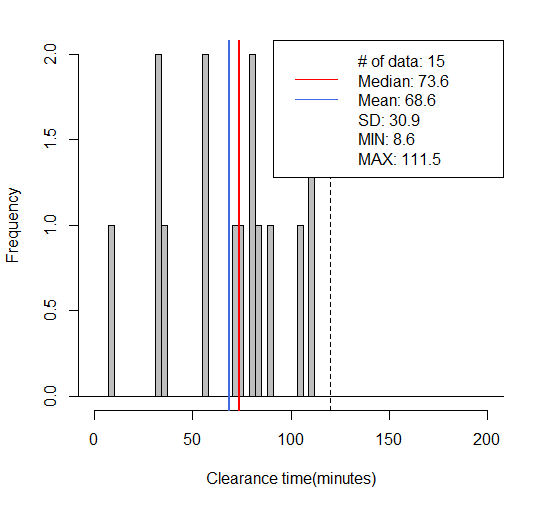 # of data: 15
Median: 73.6
Mean: 68.6
SD: 30.9
MIN: 8.6
MAX: 111.5
Frequency
2.0
1.5
1.0
0.5
0.0
0 50 100 150 200
Clearance time(minutes)